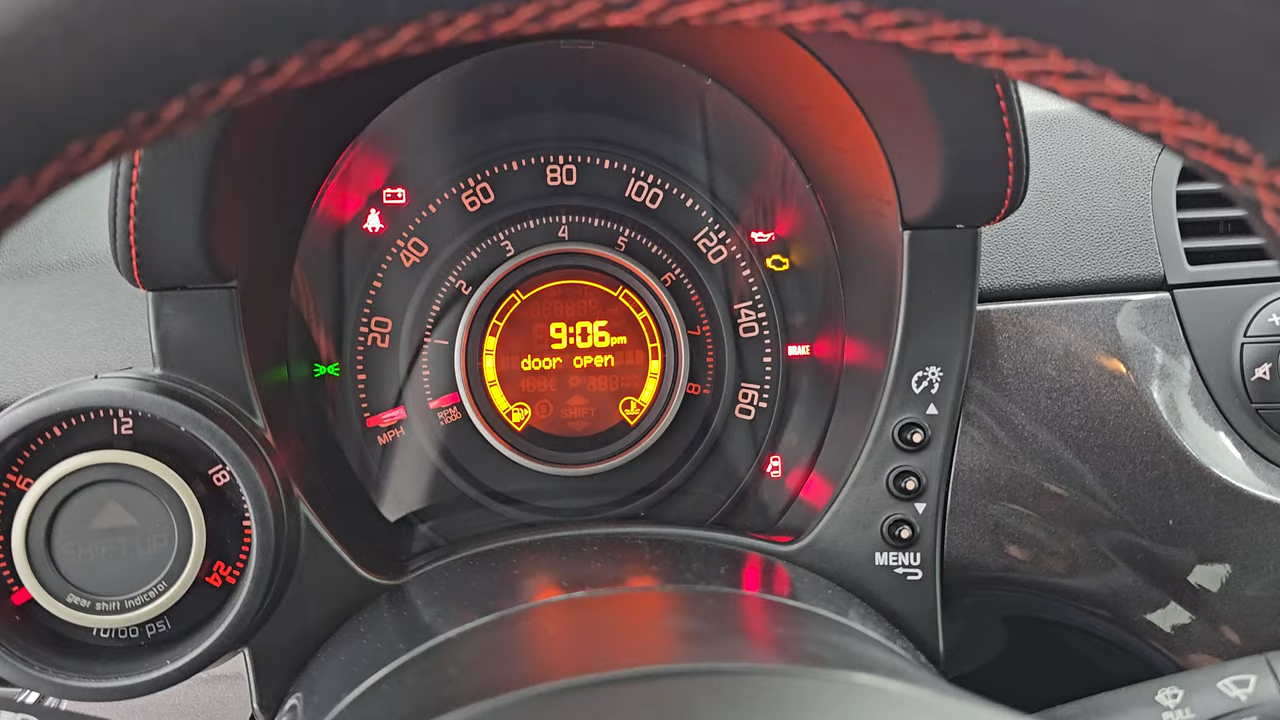 80
60
100
40
120
20
140
160
MPH
4
3
5
2
6
1
7
8
RPM
x1000
9:06pm
door open
SHIFT
BRAKE
MENU
12
6
18
24
SHIFT UP
gear shift indicator
psi